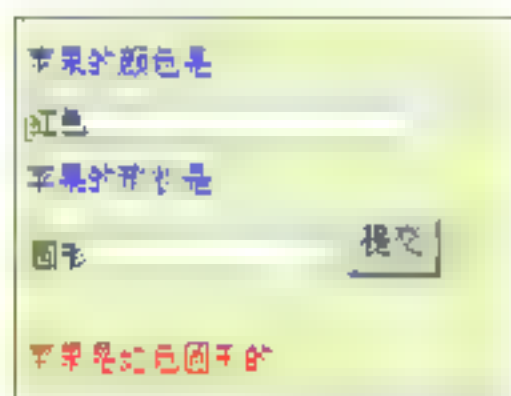 苹果的颜色是
红色
苹果的形状是
圆形
提交
苹果是红色圆形的